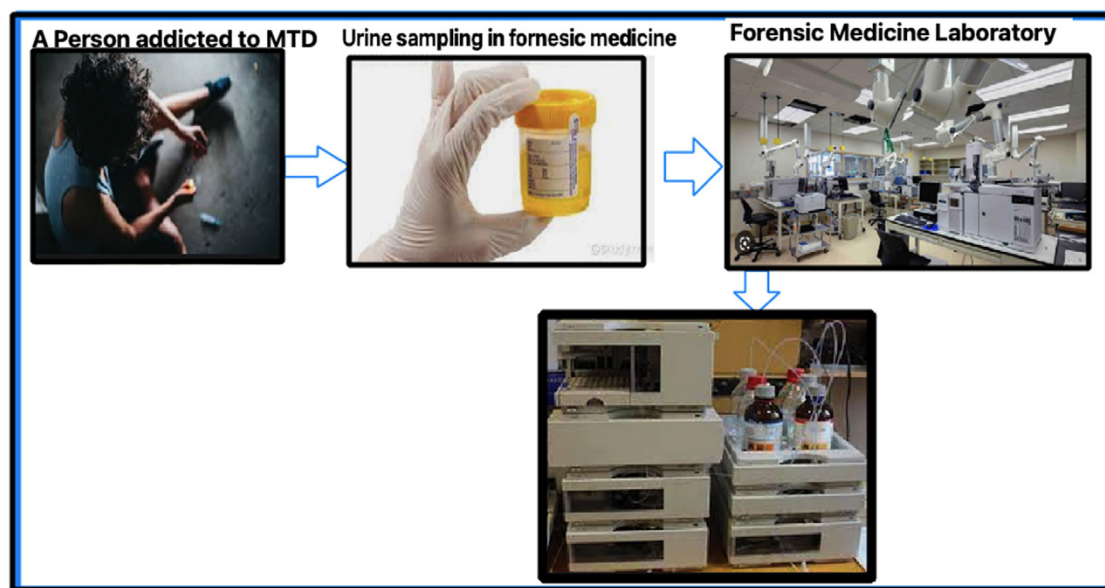 A Person addicted to MTD
Urine sampling in fornesic medicine
Forensic Medicine Laboratory